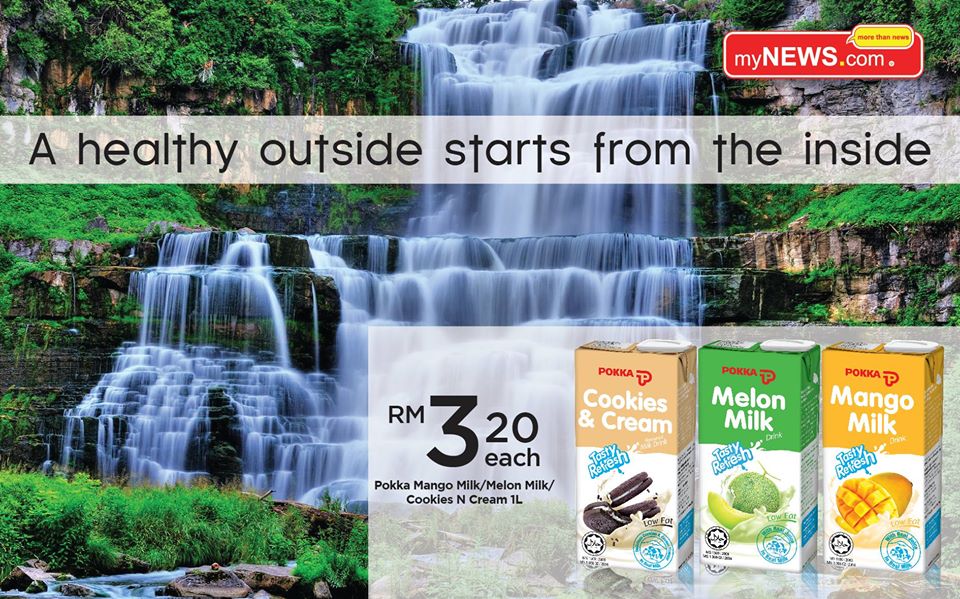 more than news
myNEWS.com
A healthy outside starts from the inside
RM 3 20
each
Pokka Mango Milk/Melon Milk/
Cookies N Cream 1L
POKKA
Cookies
& Cream
Milk Drink
Tasty
Refresh
Low Fat
POKKA
Melon
Milk
Drink
Tasty
Refresh
Low Fat
POKKA
Mango
Milk
Drink
Tasty
Refresh
Low Fat